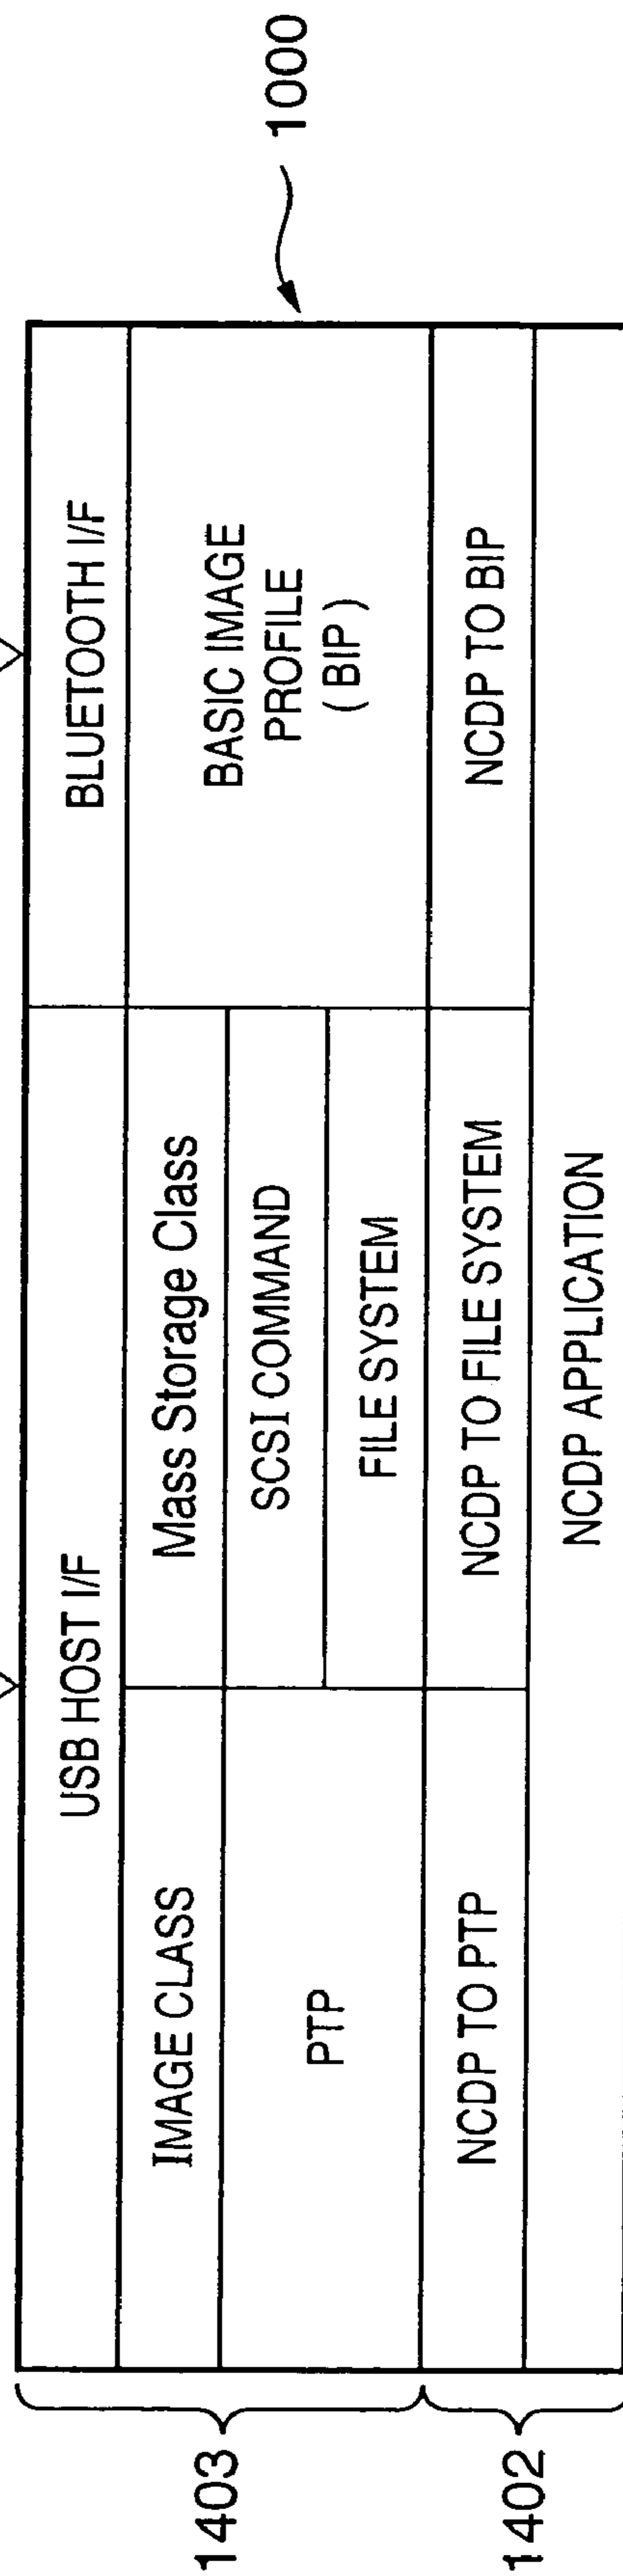 1000
USB HOST I/F
BLUETOOTH I/F
IMAGE CLASS
Mass Storage Class
BASIC IMAGE
PROFILE
( BIP )
1403
PTP
SCSI COMMAND
FILE SYSTEM
NCDP TO PTP
NCDP TO FILE SYSTEM
NCDP TO BIP
1402
NCDP APPLICATION